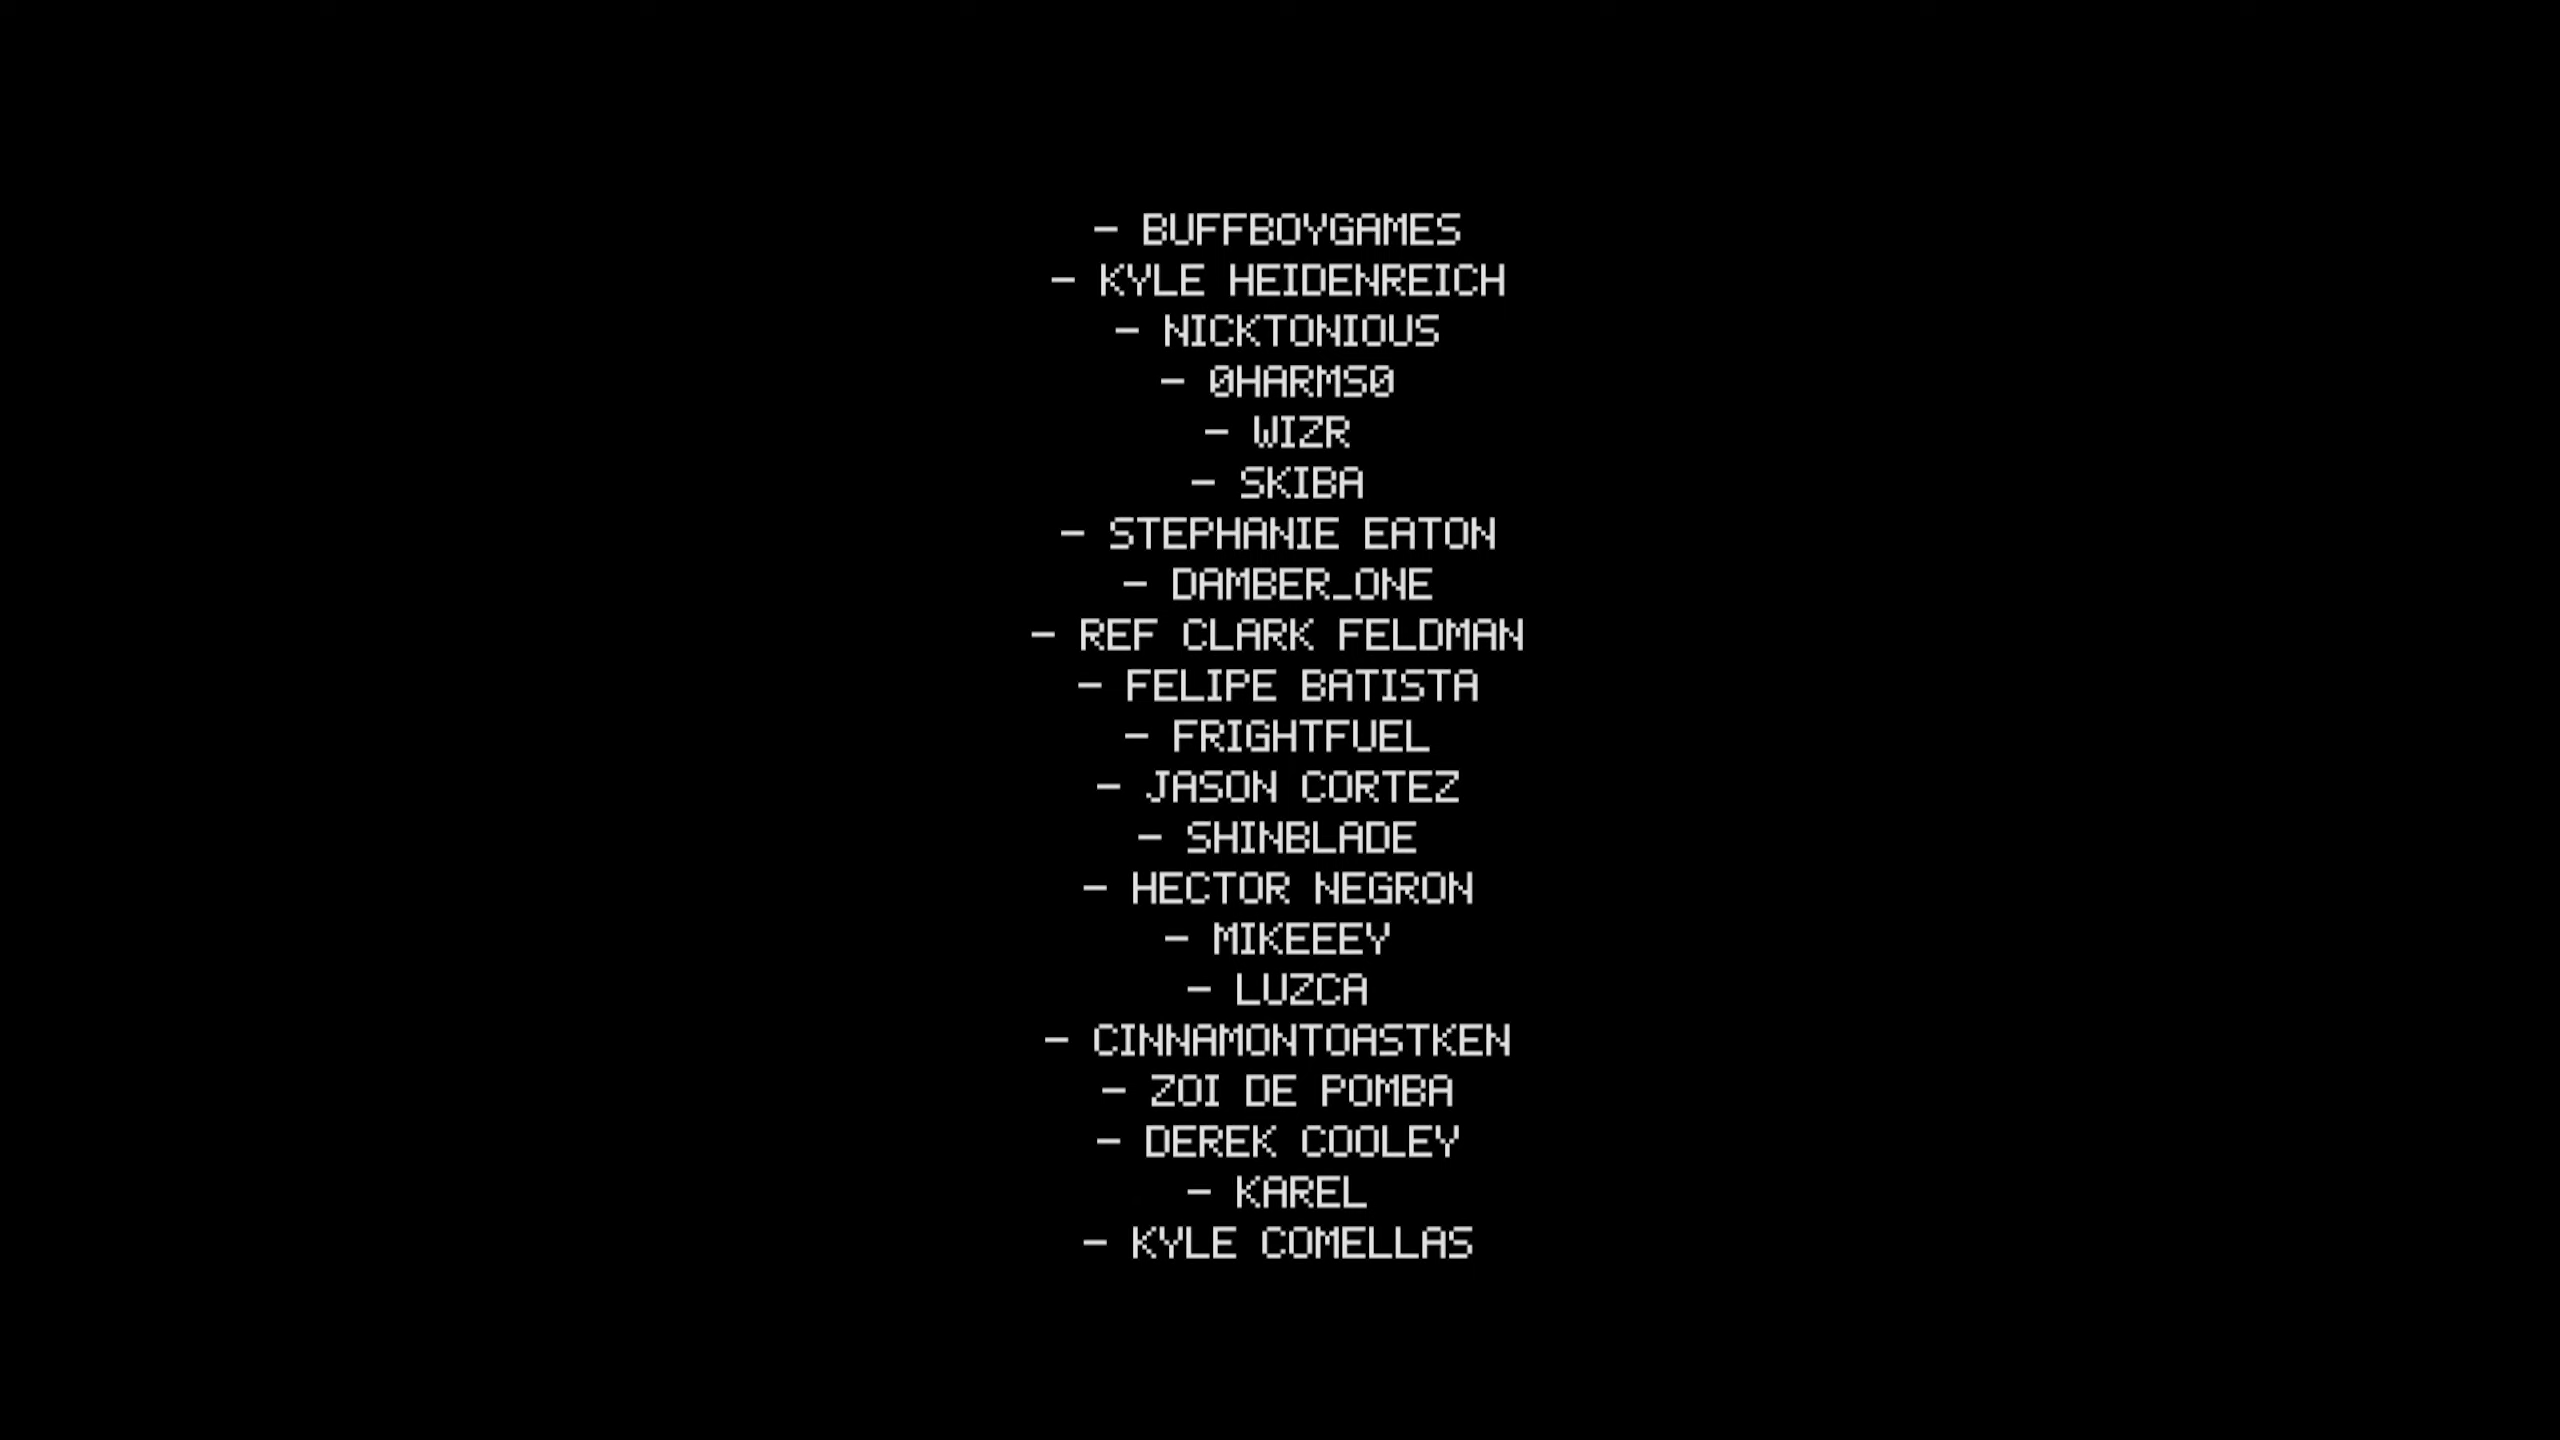 - BUFFBOYGAMES
- KYLE HEIDENREICH
- NICKTONIOUS
- 0HARMS0
- WIZR
- SKIBA
- STEPHANIE EATON
- DAMBER_ONE
- REF CLARK FELDMAN
- FELIPE BATISTA
- FRIGHTFUEL
- JASON CORTEZ
- SHINBLADE
- HECTOR NEGRON
- MIKEEEY
- LUZCA
- CINNAMONTOASTKEN
- ZOI DE POMBA
- DEREK COOLEY
- KAREL
- KYLE COMELLAS